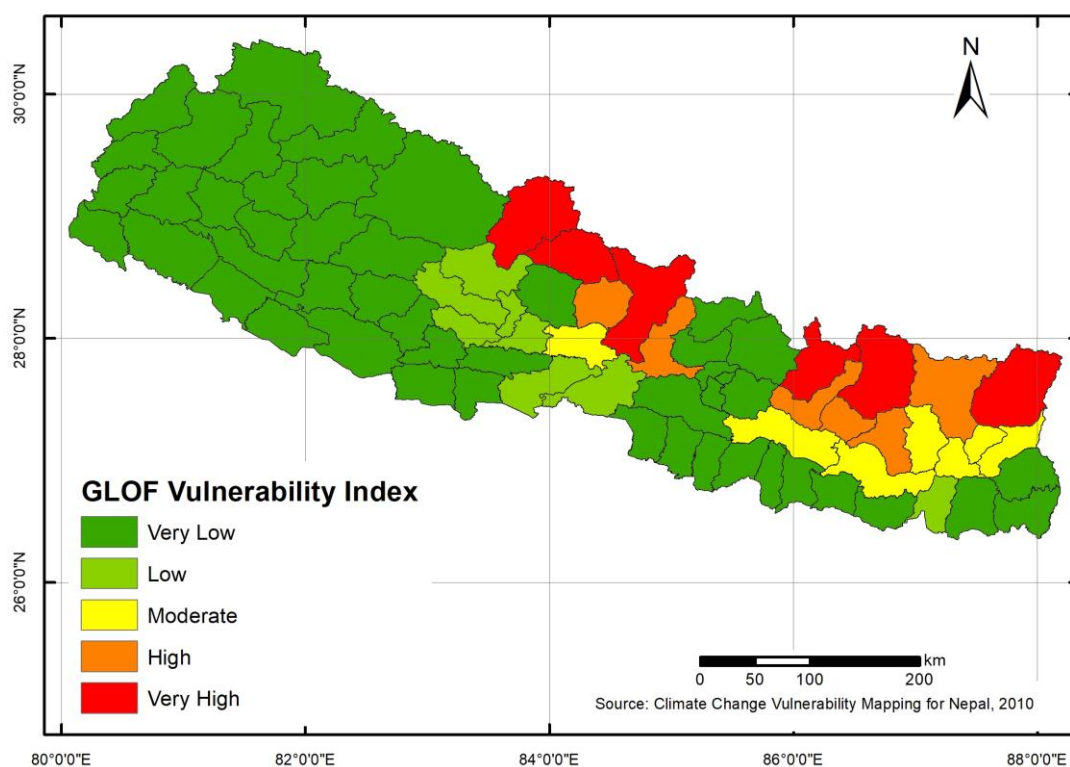 N
30°0'0"N
28°0'0"N
26°0'0"N
GLOF Vulnerability Index
Very Low
Low
Moderate
High
Very High
km
0 50 100 200
Source: Climate Change Vulnerability Mapping for Nepal, 2010
80°0'0"E 82°0'0"E 84°0'0"E 86°0'0"E 88°0'0"E